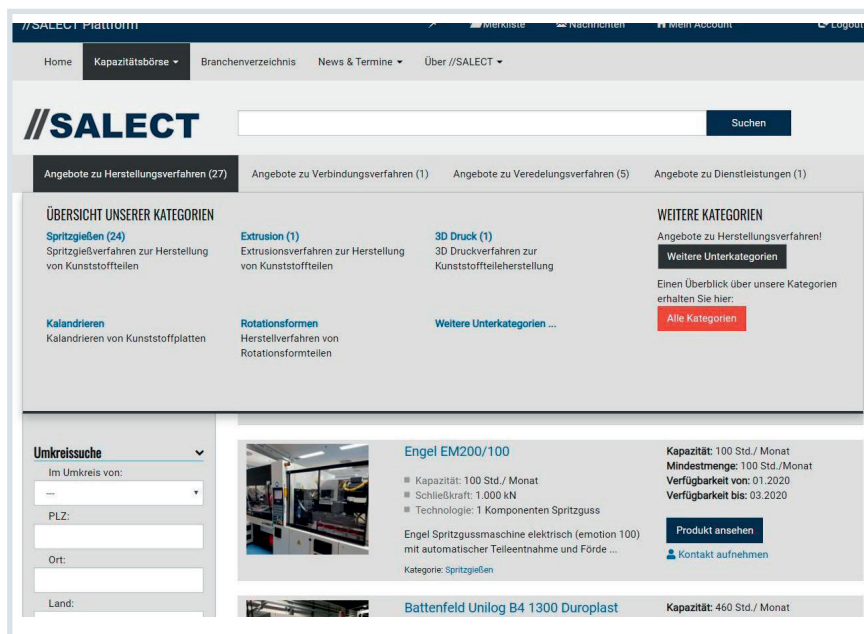 //SALECT Plattform
Merkliste Nachrichten Mein Account Logout
Home Kapazitätsbörse Branchenverzeichnis News & Termine Über //SALECT
//SALECT
Suchen
Angebote zu Herstellungsverfahren (27) Angebote zu Verbindungsverfahren (1) Angebote zu Veredelungsverfahren (5) Angebote zu Dienstleistungen (1)
ÜBERSICHT UNSERER KATEGORIEN
Spritzgießen (24)
Spritzgießverfahren zur Herstellung
von Kunststoffteilen
Extrusion (1)
Extrusionsverfahren zur Herstellung
von Kunststoffteilen
3D Druck (1)
3D Druckverfahren zur
Kunststoffteileherstellung
Kalandrieren
Kalandrieren von Kunststoffplatten
Rotationsformen
Herstellverfahren von
Rotationsformteilen
Weitere Unterkategorien ...
WEITERE KATEGORIEN
Angebote zu Herstellungsverfahren!
Weitere Unterkategorien
Einen Überblick über unsere Kategorien
erhalten Sie hier:
Alle Kategorien
Umkreissuche
Im Umkreis von:
---
PLZ:
Ort:
Land:
Engel EM200/100
Kapazität: 100 Std./ Monat
Schließkraft: 1.000 kN
Technologie: 1 Komponenten Spritzguss
Engel Spritzgussmaschine elektrisch (emotion 100)
mit automatischer Teileentnahme und Förde ...
Kategorie: Spritzgießen
Kapazität: 100 Std./ Monat
Mindestmenge: 100 Std./Monat
Verfügbarkeit von: 01.2020
Verfügbarkeit bis: 03.2020
Produkt ansehen
Kontakt aufnehmen
Battenfeld Unilog B4 1300 Duroplast
Kapazität: 460 Std./ Monat